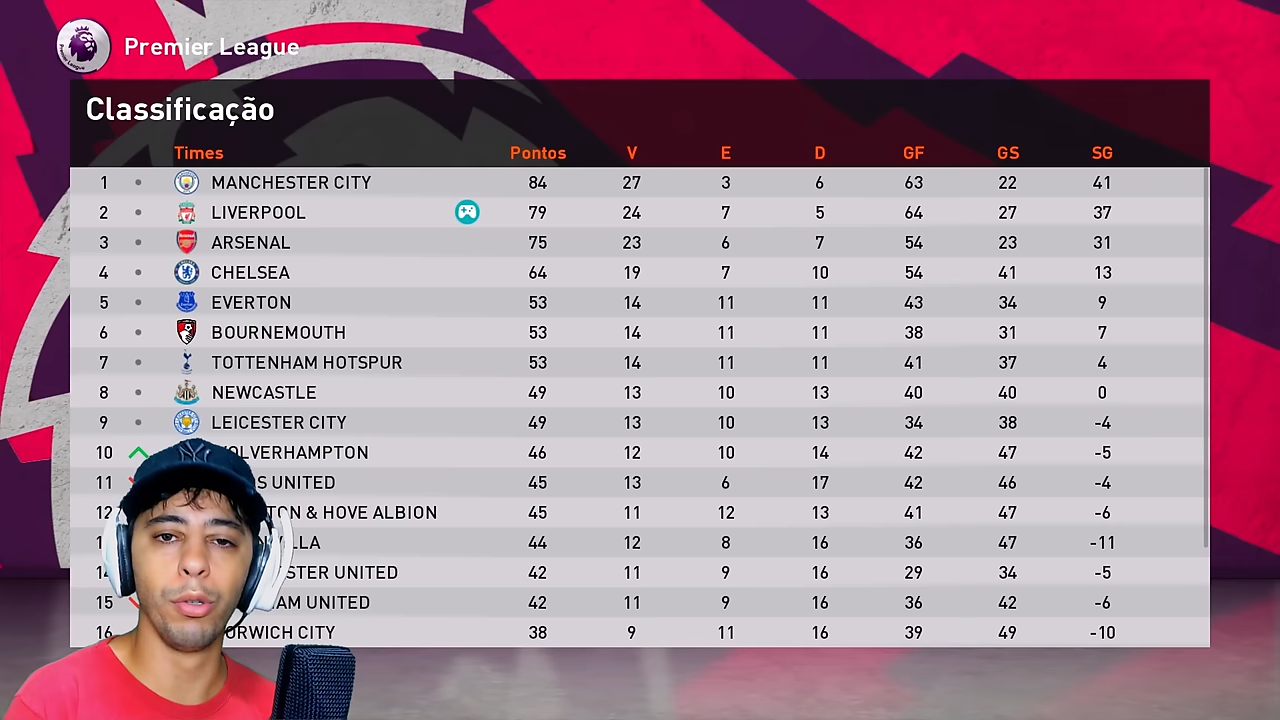 Premier League
Classificação
Times Pontos V E D GF GS SG
1 MANCHESTER CITY 84 27 3 6 63 22 41
2 LIVERPOOL 79 24 7 5 64 27 37
3 ARSENAL 75 23 6 7 54 23 31
4 CHELSEA 64 19 7 10 54 41 13
5 EVERTON 53 14 11 11 43 34 9
6 BOURNEMOUTH 53 14 11 11 38 31 7
7 TOTTENHAM HOTSPUR 53 14 11 11 41 37 4
8 NEWCASTLE 49 13 10 13 40 40 0
9 LEICESTER CITY 49 13 10 13 34 38 -4
10 OLVERHAMPTON 46 12 10 14 42 47 -5
11 S UNITED 45 13 6 17 42 46 -4
12 TON & HOVE ALBION 45 11 12 13 41 47 -6
LLA 44 12 8 16 36 47 -11
14 STER UNITED 42 11 9 16 29 34 -5
15 AM UNITED 42 11 9 16 36 42 -6
16 ORWICH CITY 38 9 11 16 39 49 -10